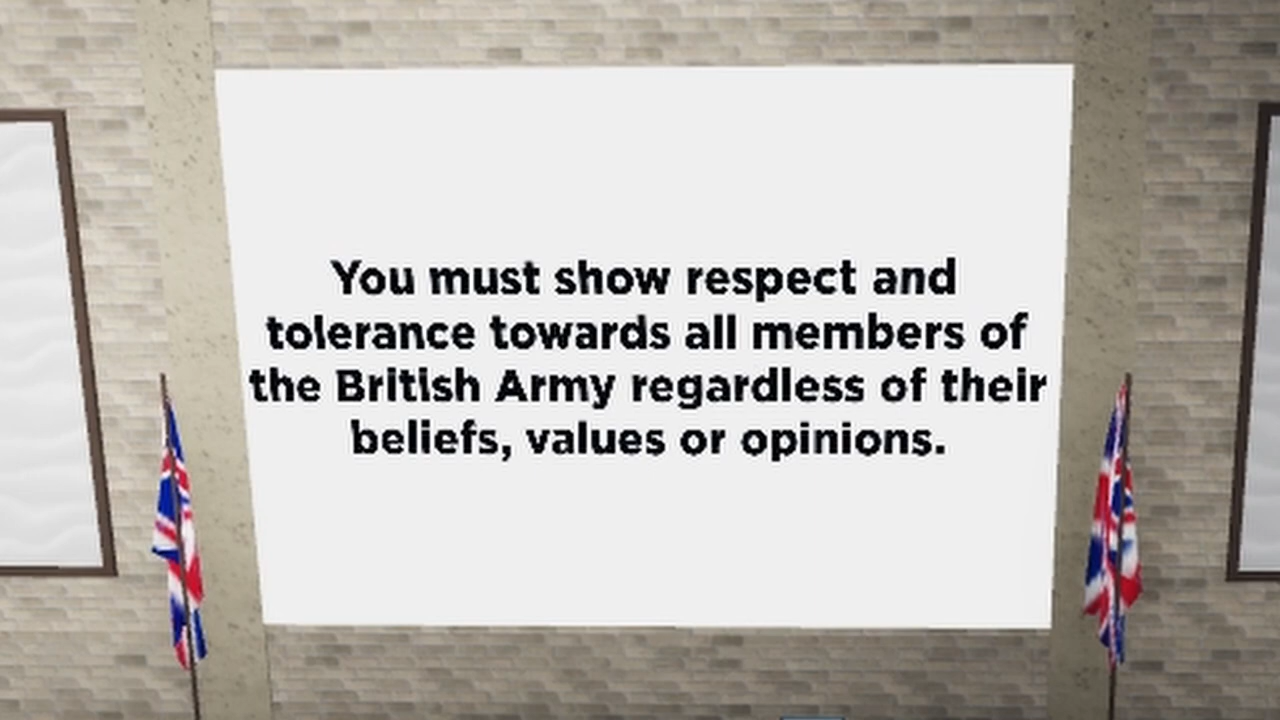 You must show respect and
tolerance towards all members of
the British Army regardless of their
beliefs, values or opinions.